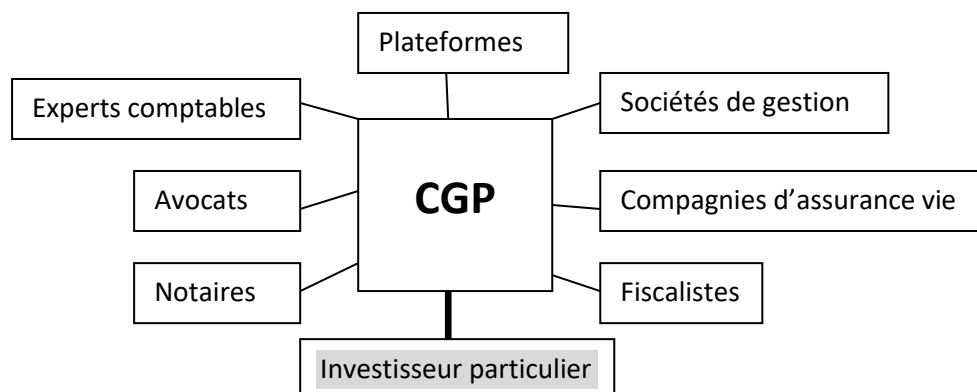 Plateformes
Experts comptables
Sociétés de gestion
CGP
Avocats
Compagnies d'assurance vie
Notaires
Fiscalistes
Investisseur particulier